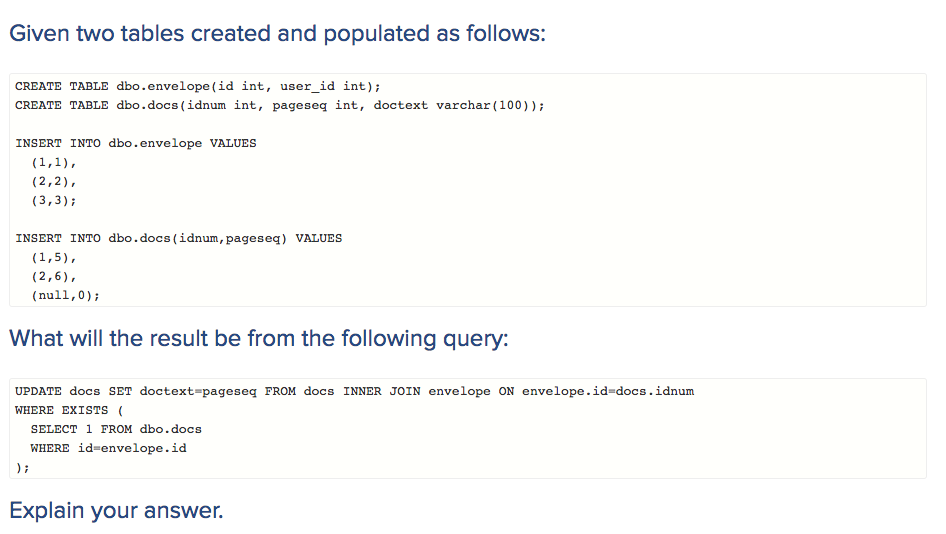 Given two tables created and populated as follows:
CREATE TABLE dbo.envelope(id int, user_id int);
CREATE TABLE dbo.docs(idnum int, pageseq int, doctext varchar(100));
INSERT INTO dbo.envelope VALUES
(1,1),
(2,2),
(3,3);
INSERT INTO dbo.docs(idnum,pageseq) VALUES
(1,5),
(2,6),
(null,0);
What will the result be from the following query:
UPDATE docs SET doctext=pageseq FROM docs INNER JOIN envelope ON envelope.id=docs.idnum
WHERE EXISTS (
SELECT 1 FROM dbo.docs
WHERE id=envelope.id
);
Explain your answer.